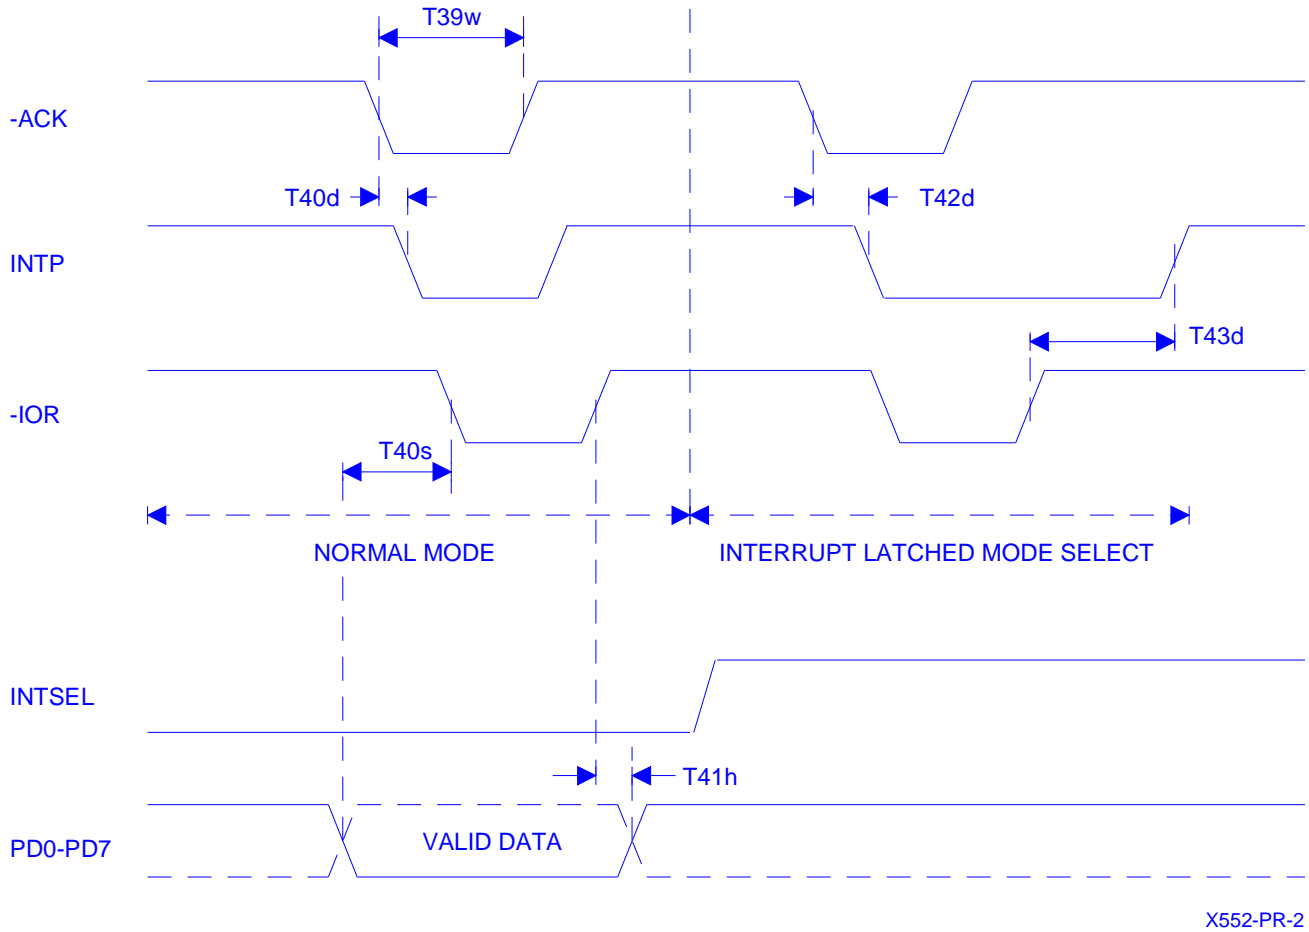 T39w
-ACK
T40d
T42d
INTP
T43d
-IOR
T40s
NORMAL MODE
INTERRUPT LATCHED MODE SELECT
INTSEL
T41h
PD0-PD7
VALID DATA
X552-PR-2